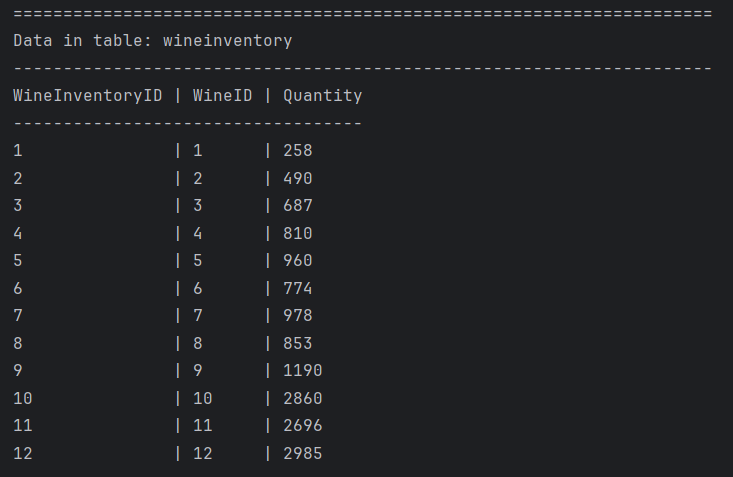 ======================================================================
Data in table: wineinventory
----------------------------------------------------------------------
WineInventoryID | WineID | Quantity
-----------------------------------
1               | 1      | 258
2               | 2      | 490
3               | 3      | 687
4               | 4      | 810
5               | 5      | 960
6               | 6      | 774
7               | 7      | 978
8               | 8      | 853
9               | 9      | 1190
10              | 10     | 2860
11              | 11     | 2696
12              | 12     | 2985